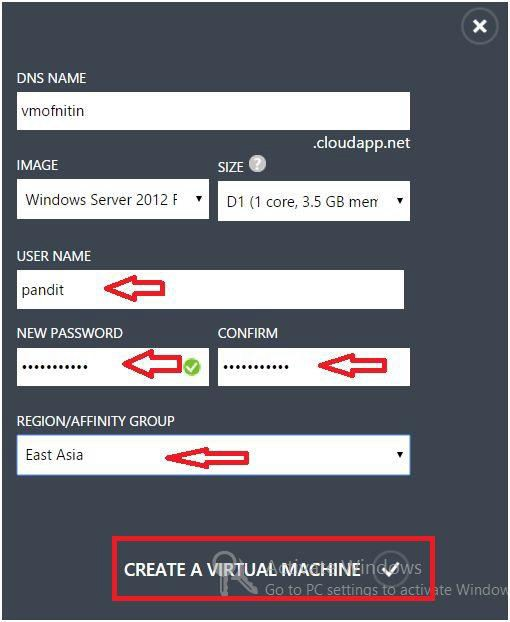 DNS NAME
vmofnitin
.cloudapp.net
IMAGE
SIZE ?
Windows Server 2012 F
D1 (1 core, 3.5 GB mem
USER NAME
pandit
NEW PASSWORD
CONFIRM
•••••••••••
•••••••••••
REGION/AFFINITY GROUP
East Asia
CREATE A VIRTUAL MACHINE
Activate Windows
Go to PC settings to activate Window